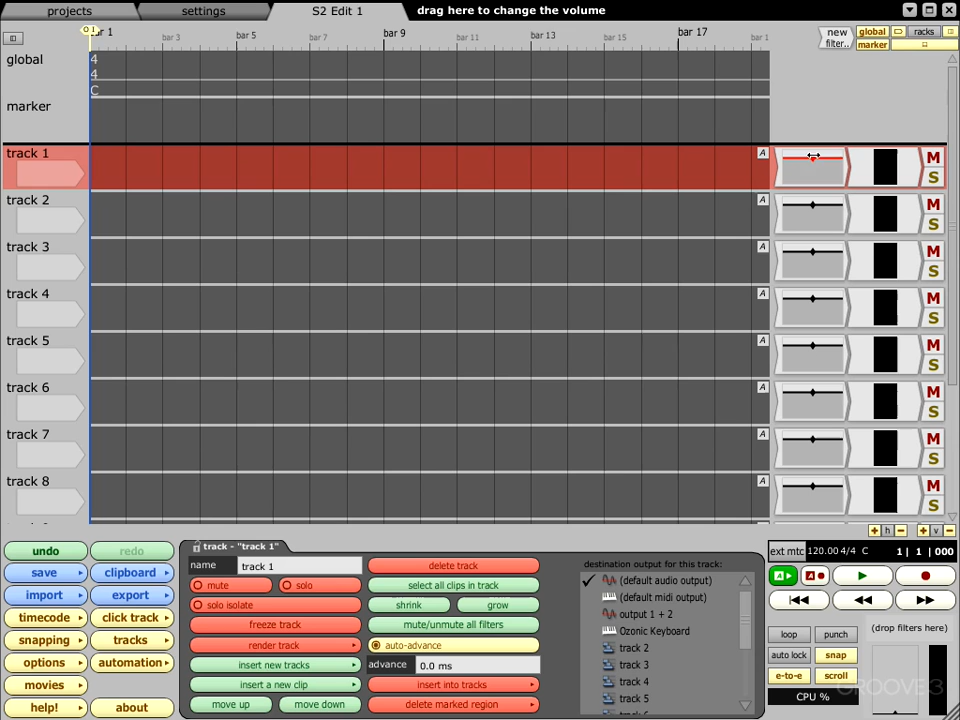 projects settings S2 Edit 1 drag here to change the volume
bar 1 bar 3 bar 5 bar 7 bar 9 bar 11 bar 13 bar 15 bar 17 bar 1
new filter.. global racks
marker
global 4
4
C
marker
track 1 A M
S
track 2 A M
S
track 3 A M
S
track 4 A M
S
track 5 A M
S
track 6 A M
S
track 7 A M
S
track 8 A M
S
+ h − + v −
undo redo
save clipboard
import export
timecode click track
snapping tracks
options automation
movies
help! about
track - "track 1"
name track 1
mute solo
solo isolate
freeze track
render track
insert new tracks
insert a new clip
move up move down
delete track
select all clips in track
shrink grow
mute/unmute all filters
auto-advance
advance 0.0 ms
insert into tracks
delete marked region
destination output for this track:
(default audio output)
(default midi output)
output 1 + 2
Ozonic Keyboard
track 2
track 3
track 4
track 5
ext mtc 120.00 4/4 C 1| 1 | 000
A A
loop punch
auto lock snap
e-to-e scroll
CPU %
(drop filters here)
GROOVE3